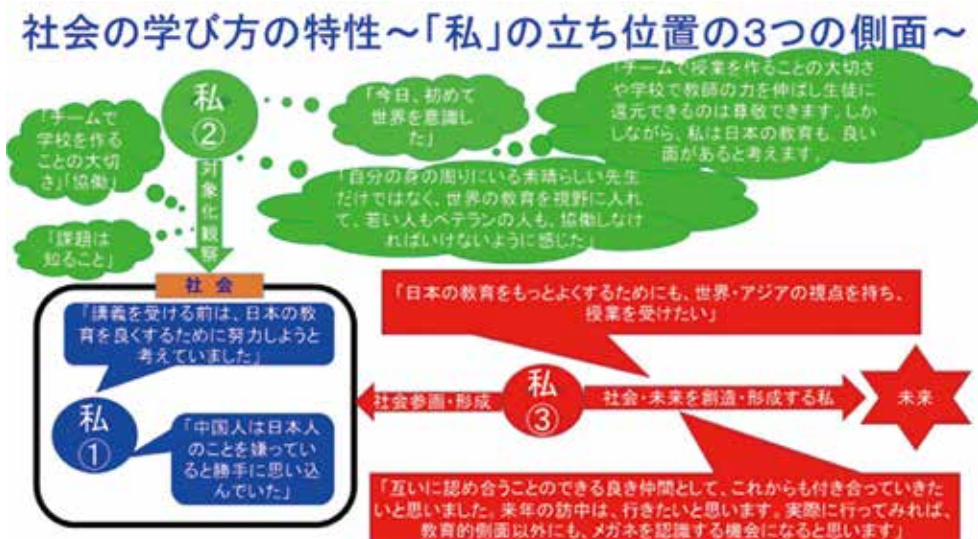 社会の学び方の特性～「私」の立ち位置の3つの側面～
私
②
「チームで
学校を作
ることの大切
さ」「協働」
「課題は
知ること」
対象化観察
「今日、初めて
世界を意識し
た」
「チームで授業を作ることの大切さ
や学校で教師の力を伸ばし生徒に
還元できるのは尊敬できます。しか
しながら、私は日本の教育も、良い
面があると考えます。
「自分の身の周りにいる素晴らしい先生
だけではなく、世界の教育を視野に入れ
て、若い人もベテランの人も、協働しなけ
ればいけないように感じた」
社会
「講義を受ける前は、日本の教
育を良くするために努力しようと
考えていました」
私
①
「中国人は日本人
のことを嫌ってい
ると勝手に思い込
んでいた」
「日本の教育をもっとよくするためにも、世界・アジアの視点を持ち、
授業を受けたい」
社会参画・形成
私
③
社会・未来を創造・形成する私
未来
「互いに認め合うことのできる良き仲間として、これからも付き合っていきた
いと思いました。来年の訪中は、行きたいと思います。実際に行ってみれば、
教育的側面以外にも、メガネを認識する機会になると思います」